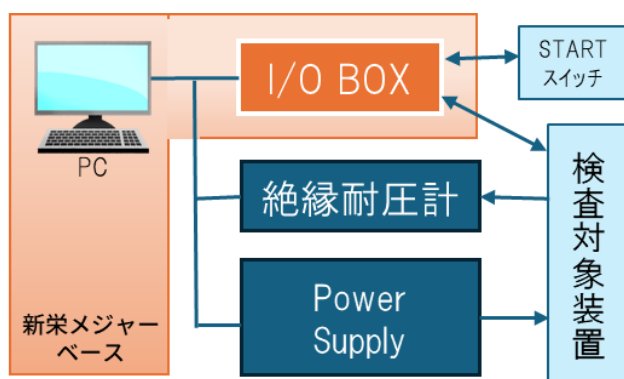 I/O BOX
START
スイッチ
PC
絶縁耐圧計
検査対象装置
Power
Supply
新栄メジャー
ベース